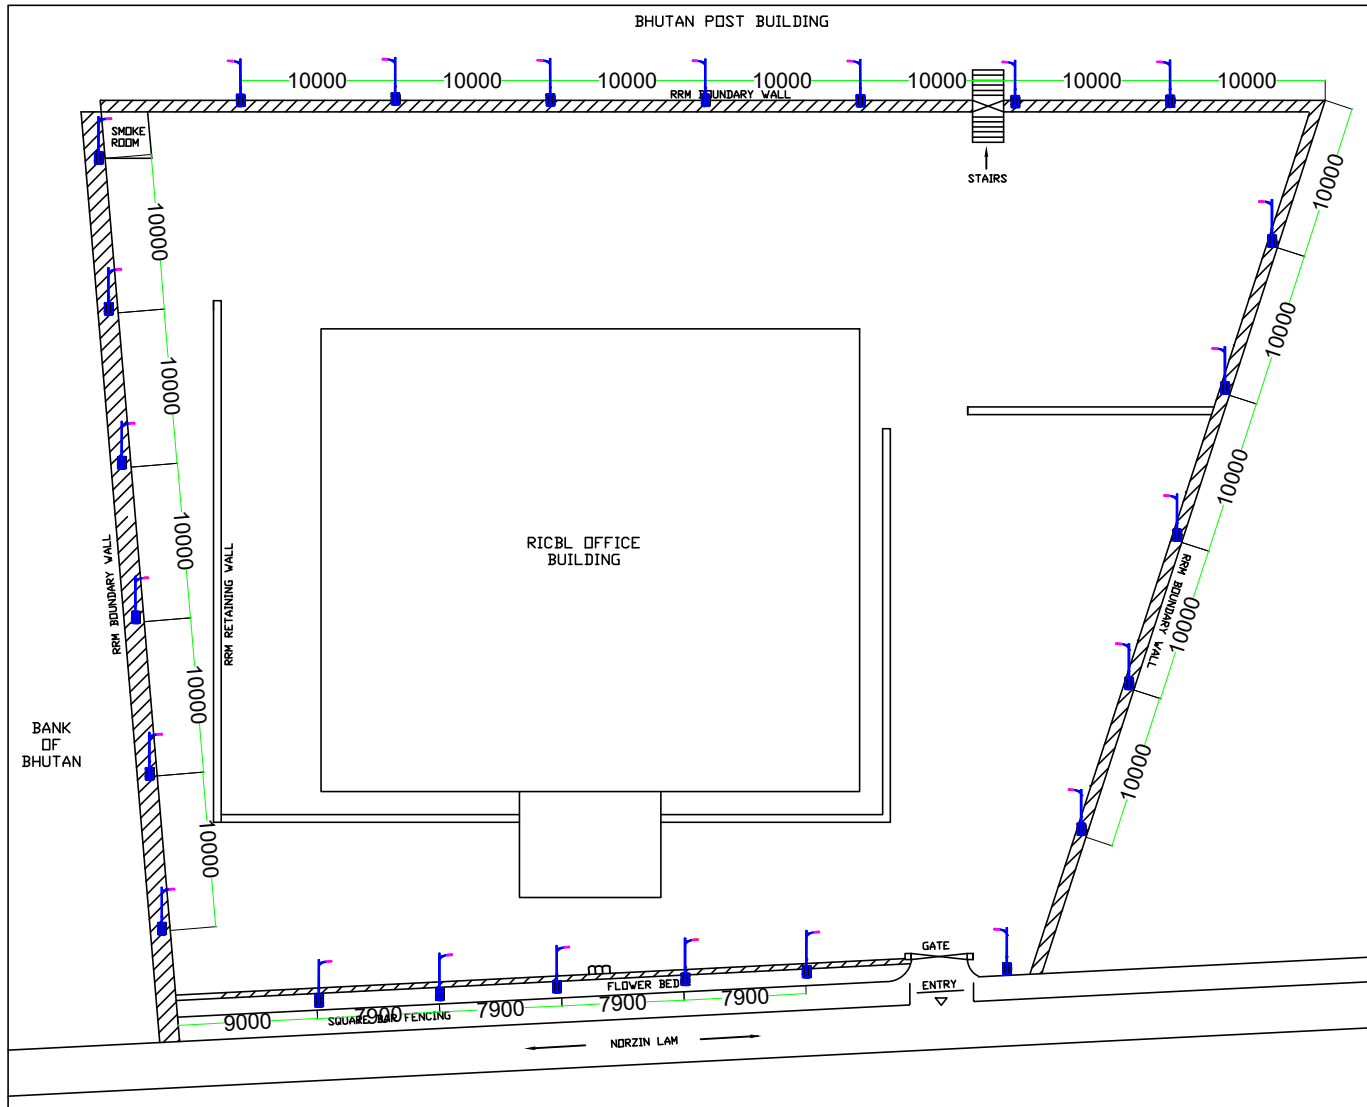 BHUTAN POST BUILDING
10000 10000 10000 10000 10000 10000 10000
RRM BOUNDARY WALL
SMOKE
ROOM
STAIRS
10000
10000
10000
10000
10000
10000
10000
10000
10000
10000
RICBL OFFICE
BUILDING
RRM BOUNDARY WALL
RRM RETAINING WALL
RRM BOUNDARY WALL
BANK
OF
BHUTAN
GATE
ENTRY
FLOWER BED
9000 7900 7900 7900 7900
SQUARE BAR FENCING
NORZIN LAM